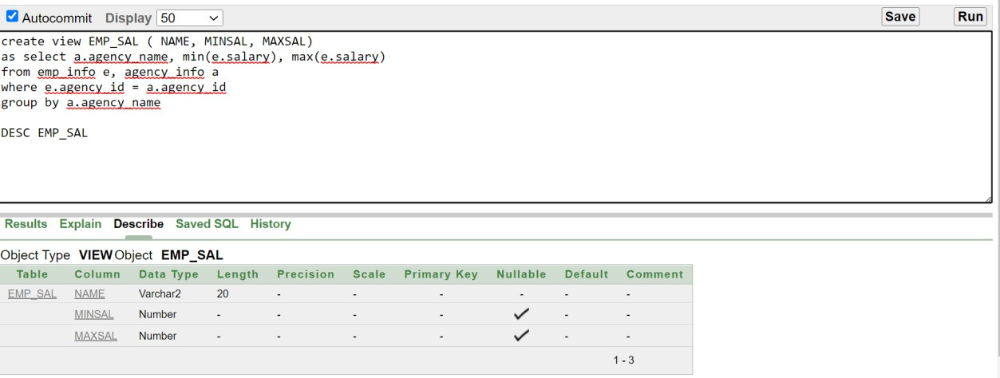 Autocommit Display 50 Save Run
create view EMP_SAL ( NAME, MINSAL, MAXSAL)
as select a.agency_name, min(e.salary), max(e.salary)
from emp_info e, agency_info a
where e.agency_id = a.agency_id
group by a.agency_name
DESC EMP_SAL
Results Explain Describe Saved SQL History
Object Type VIEW Object EMP_SAL
Table Column Data Type Length Precision Scale Primary Key Nullable Default Comment
EMP_SAL NAME Varchar2 20 - - - - - -
MINSAL Number - - - - ✓ - -
MAXSAL Number - - - - ✓ - -
1 - 3